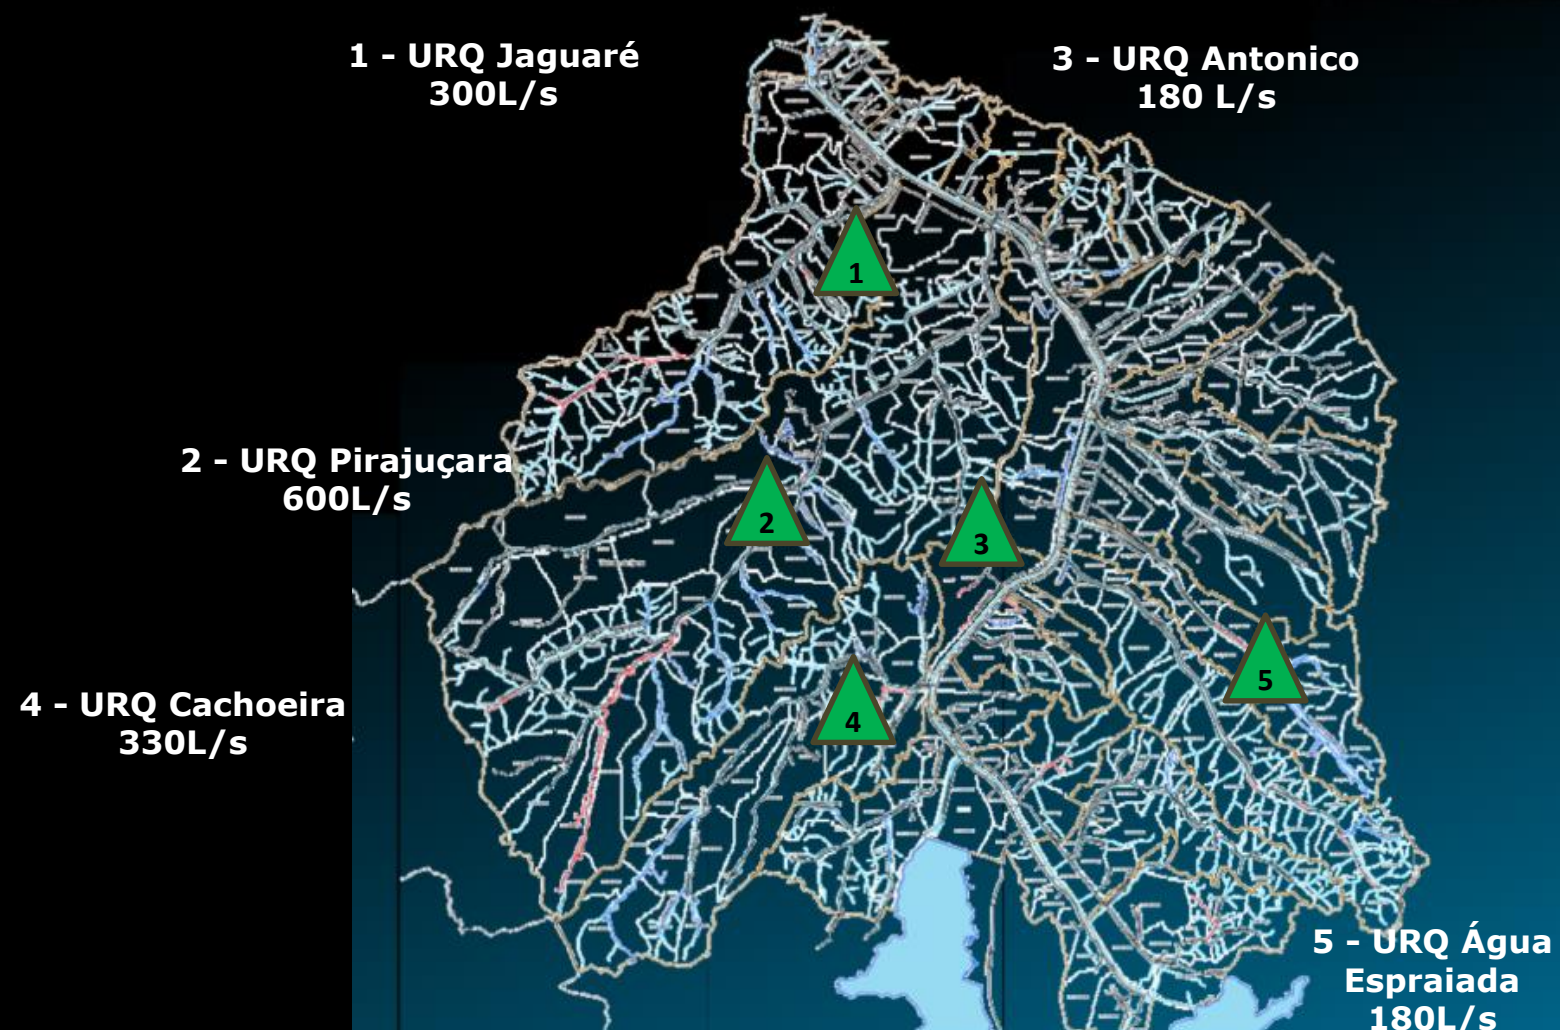 1 - URQ Jaguaré
300L/s
3 - URQ Antonico
180 L/s
1
2 - URQ Pirajuçara
600L/s
2
3
4 - URQ Cachoeira
330L/s
4
5
5 - URQ Água
Espraiada
180L/s